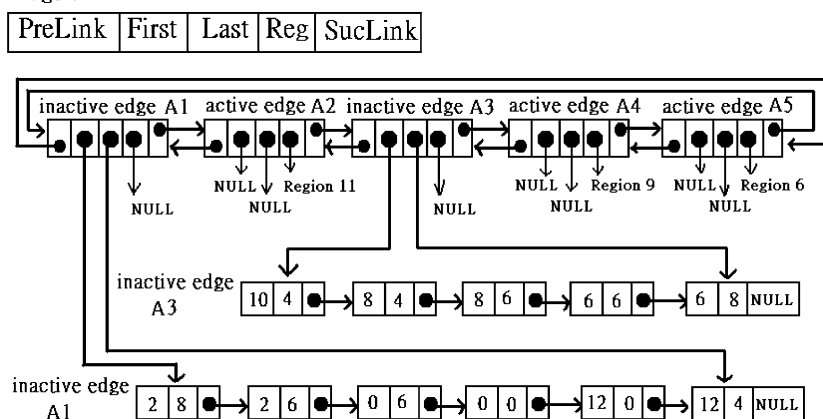 PreLink First Last Reg SucLink
inactive edge A1 active edge A2 inactive edge A3 active edge A4 active edge A5
NULL Region 11 NULL Region 9 NULL Region 6
NULL NULL NULL NULL NULL
inactive edge 10 4 8 4 8 6 6 6 6 8 NULL
A3
inactive edge 2 8 2 6 0 6 0 0 12 0 12 4 NULL
A1